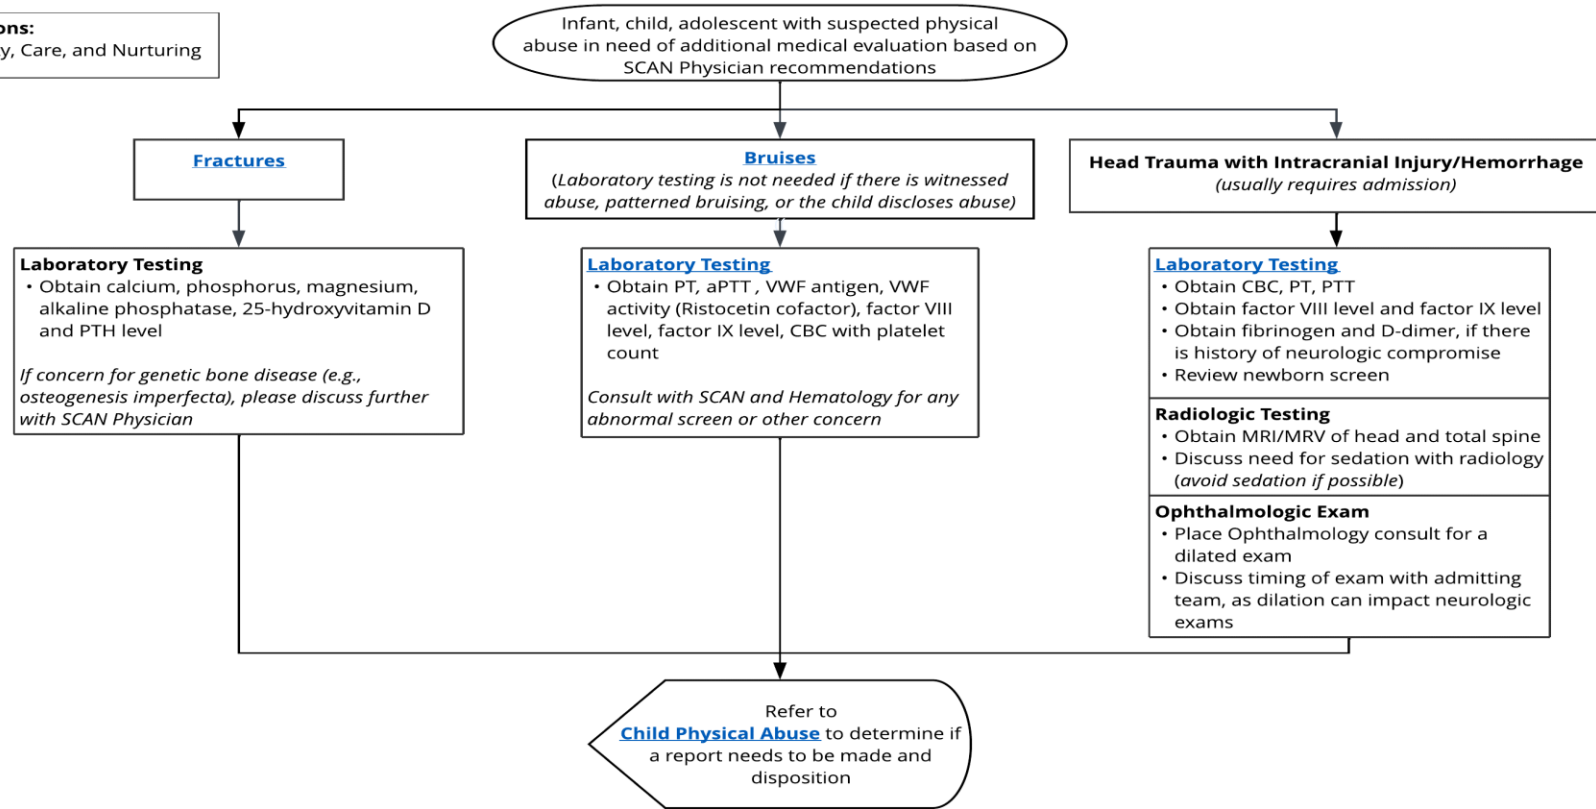 ons:
y, Care, and Nurturing
Infant, child, adolescent with suspected physical
abuse in need of additional medical evaluation based on
SCAN Physician recommendations
Fractures
Bruises
(Laboratory testing is not needed if there is witnessed
abuse, patterned bruising, or the child discloses abuse)
Head Trauma with Intracranial Injury/Hemorrhage
(usually requires admission)
Laboratory Testing
• Obtain calcium, phosphorus, magnesium,
alkaline phosphatase, 25-hydroxyvitamin D
and PTH level
If concern for genetic bone disease (e.g.,
osteogenesis imperfecta), please discuss further
with SCAN Physician
Laboratory Testing
• Obtain PT, aPTT , VWF antigen, VWF
activity (Ristocetin cofactor), factor VIII
level, factor IX level, CBC with platelet
count
Consult with SCAN and Hematology for any
abnormal screen or other concern
Laboratory Testing
• Obtain CBC, PT, PTT
• Obtain factor VIII level and factor IX level
• Obtain fibrinogen and D-dimer, if there
is history of neurologic compromise
• Review newborn screen
Radiologic Testing
• Obtain MRI/MRV of head and total spine
• Discuss need for sedation with radiology
(avoid sedation if possible)
Ophthalmologic Exam
• Place Ophthalmology consult for a
dilated exam
• Discuss timing of exam with admitting
team, as dilation can impact neurologic
exams
Refer to
Child Physical Abuse to determine if
a report needs to be made and
disposition